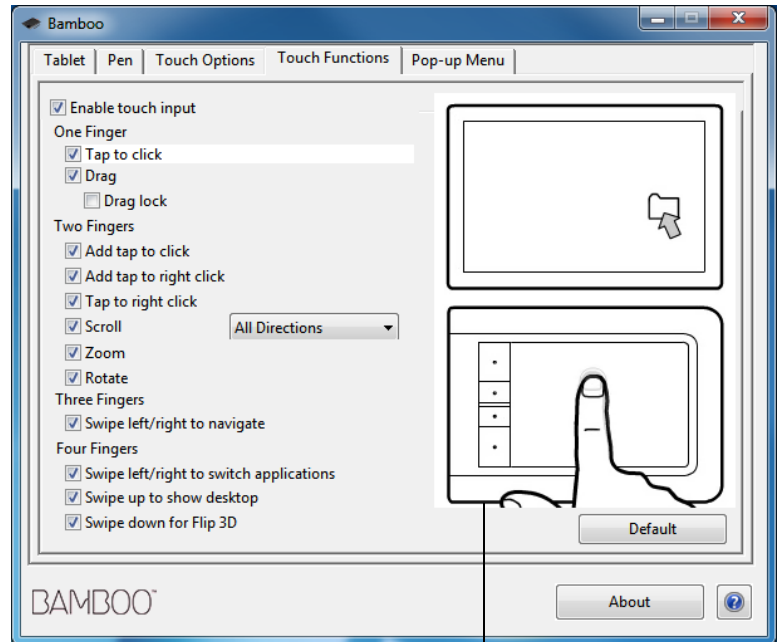 Bamboo
Tablet Pen Touch Options Touch Functions Pop-up Menu
Enable touch input
One Finger
Tap to click
Drag
Drag lock
Two Fingers
Add tap to click
Add tap to right click
Tap to right click
Scroll All Directions
Zoom
Rotate
Three Fingers
Swipe left/right to navigate
Four Fingers
Swipe left/right to switch applications
Swipe up to show desktop
Swipe down for Flip 3D
Default
BAMBOO™
About
?